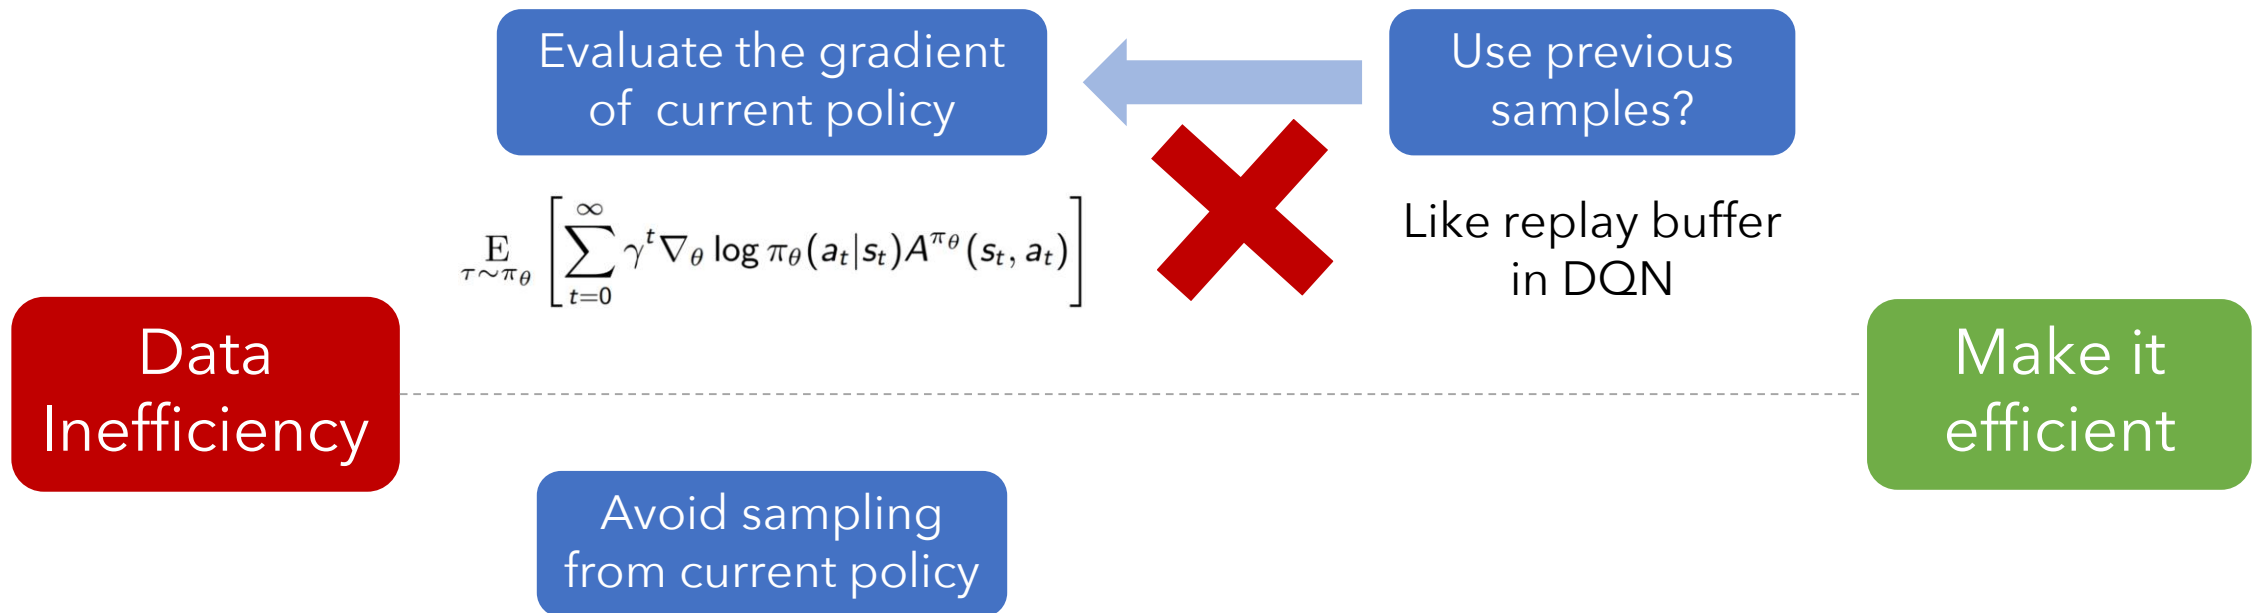 Evaluate the gradient
of current policy
Use previous
samples?
E_{τ∼π_θ} [ ∑_{t=0}^{∞} γ^t ∇_θ log π_θ(a_t|s_t) A^{π_θ}(s_t, a_t) ]
Like replay buffer
in DQN
Data
Inefficiency
Make it
efficient
Avoid sampling
from current policy